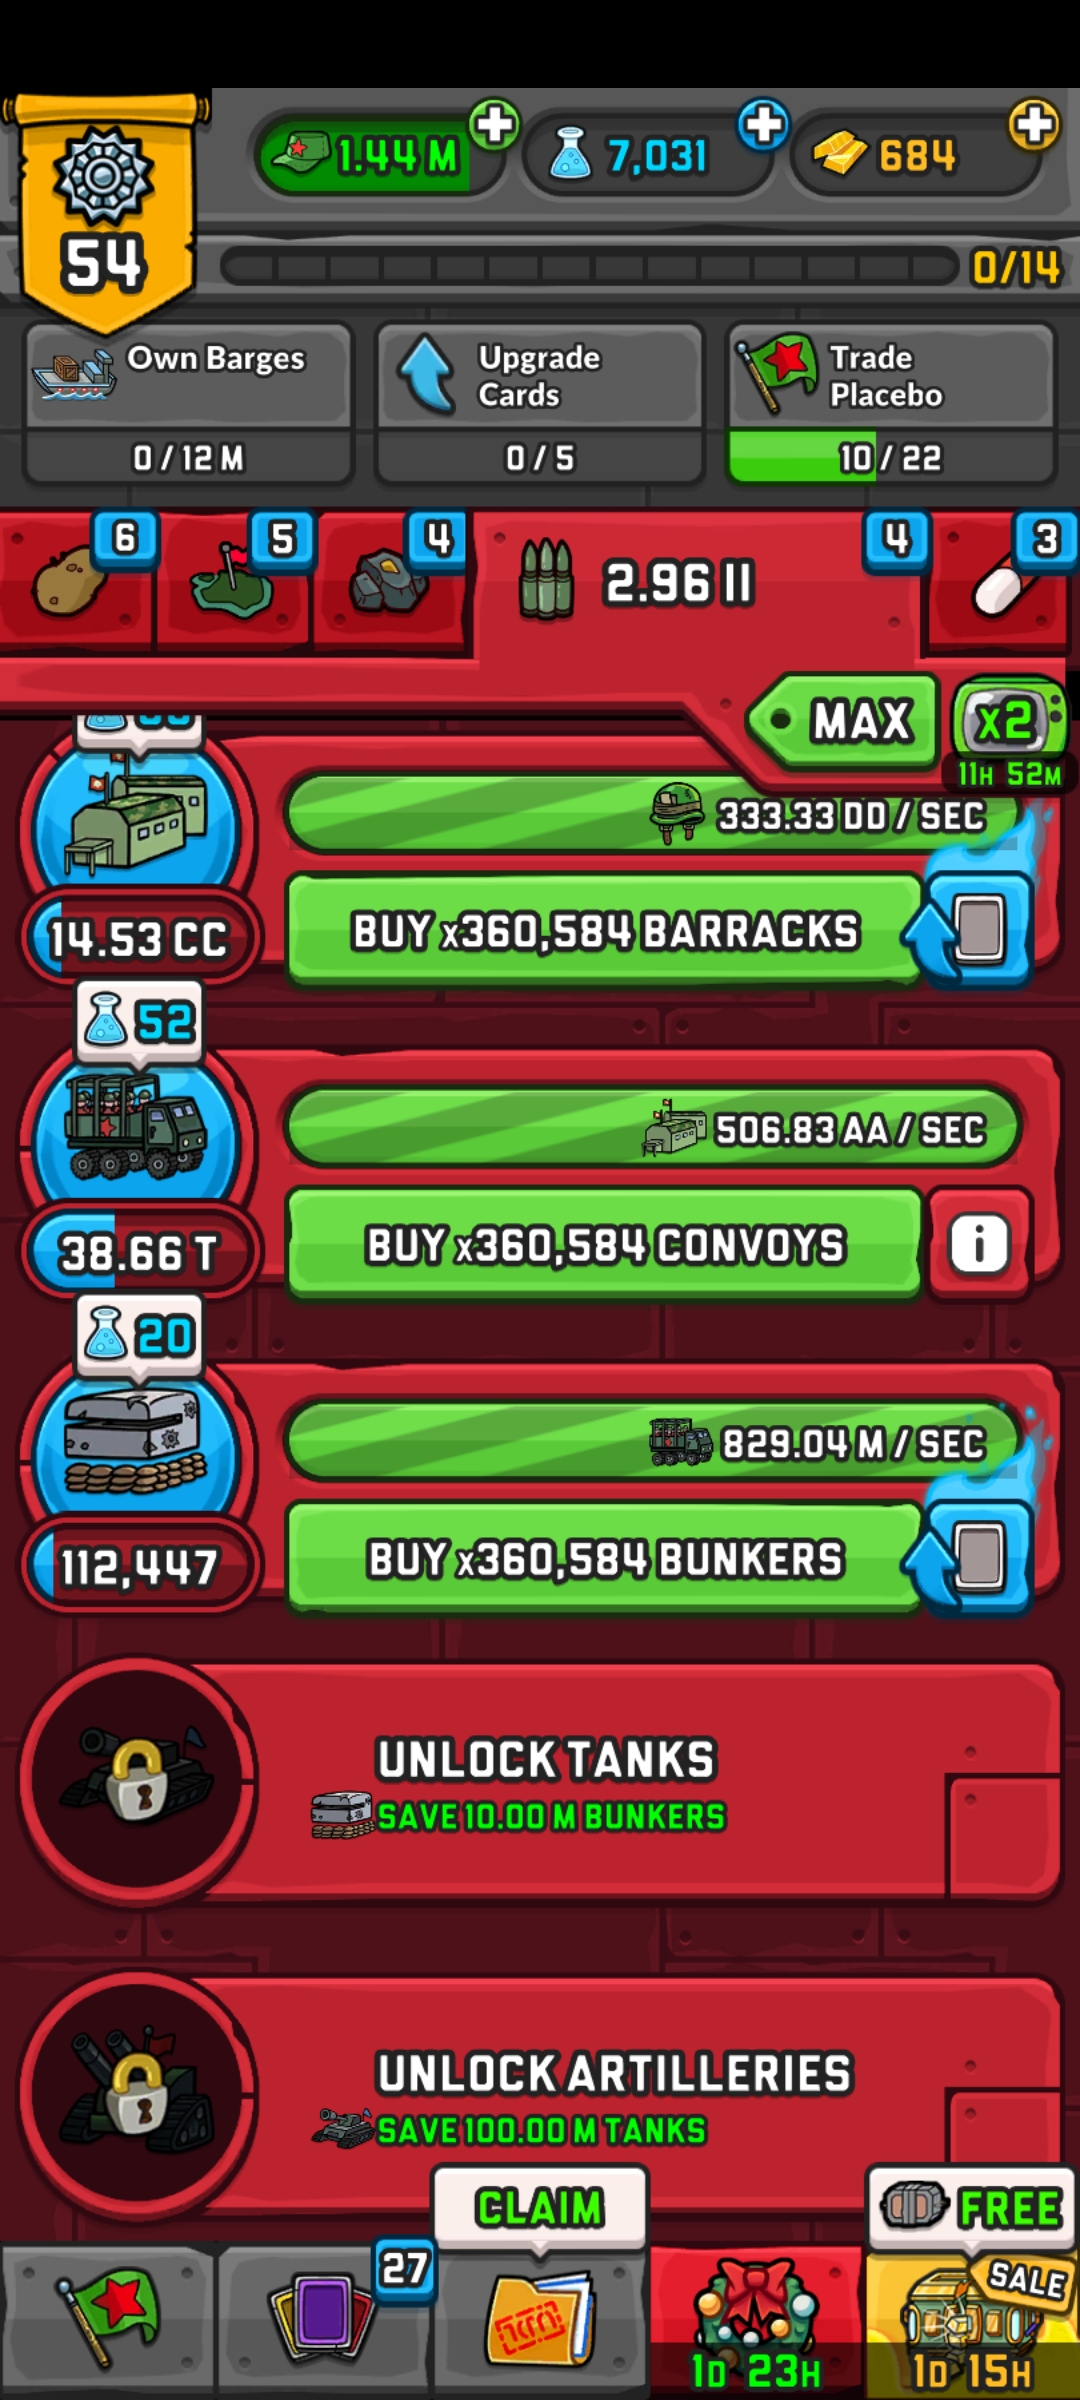 1.44 M
7,031
684
54
0/14
Own Barges
0 / 12 M
Upgrade
Cards
0 / 5
Trade
Placebo
10 / 22
6
5
4
2.96 II
4
3
MAX
x2
11H 52M
333.33 DD / SEC
14.53 CC
BUY x360,584 BARRACKS
52
506.83 AA / SEC
38.66 T
BUY x360,584 CONVOYS
i
20
829.04 M / SEC
112,447
BUY x360,584 BUNKERS
UNLOCK TANKS
SAVE 10.00 M BUNKERS
UNLOCK ARTILLERIES
SAVE 100.00 M TANKS
CLAIM
FREE
27
SALE
1D 23H
1D 15H